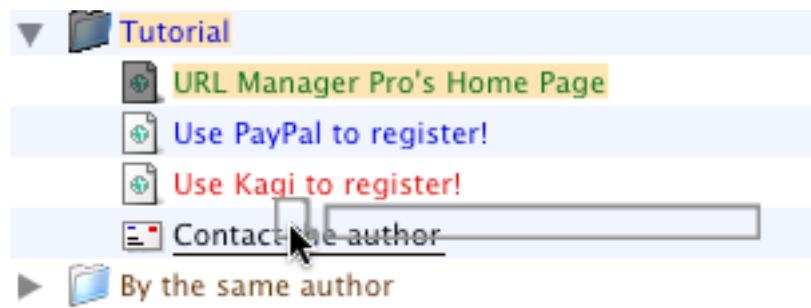 Tutorial
URL Manager Pro's Home Page
Use PayPal to register!
Use Kagi to register!
Contact the author
By the same author